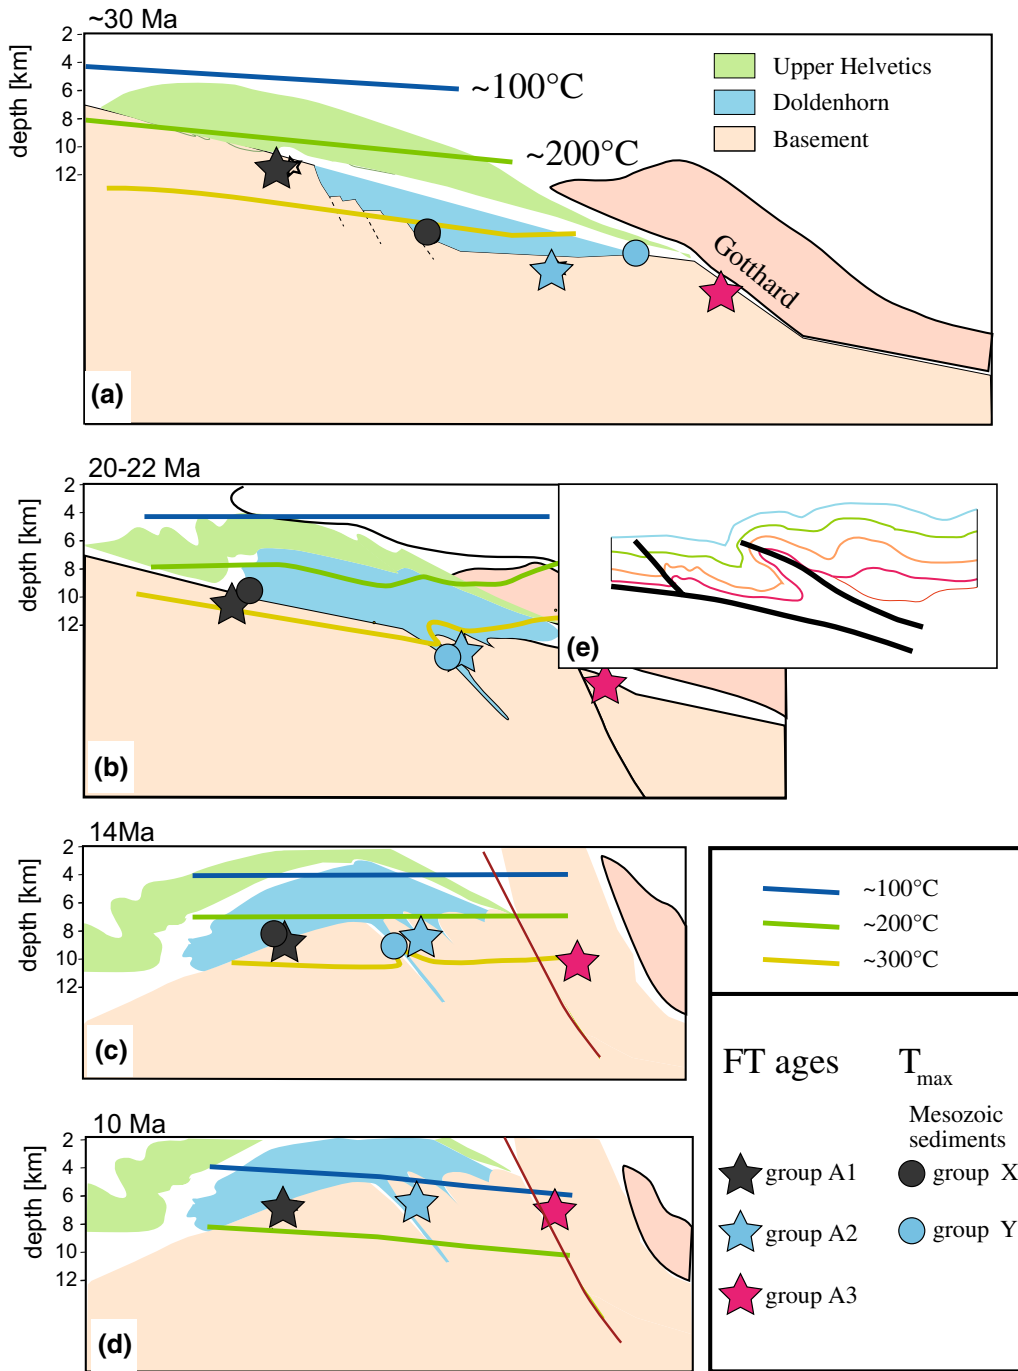 ~30 Ma
depth [km]
2
4
6
8
10
12
~100°C
~200°C
Upper Helvetics
Doldenhorn
Basement
Gotthard
(a)
20-22 Ma
depth [km]
2
4
6
8
10
12
(b)
(e)
14Ma
depth [km]
2
4
6
8
10
12
(c)
10 Ma
depth [km]
2
4
6
8
10
12
(d)
~100°C
~200°C
~300°C
FT ages
group A1
group A2
group A3
Tmax
Mesozoic
sediments
group X
group Y